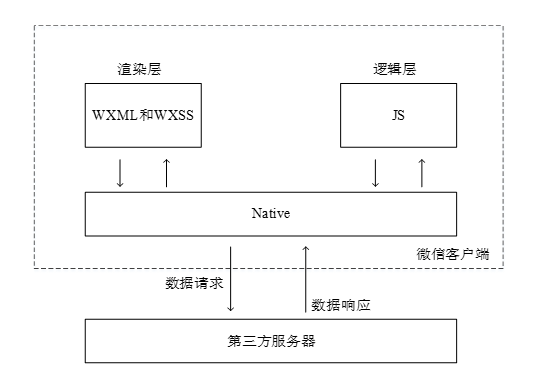 渲染层
逻辑层
WXML和WXSS
JS
Native
微信客户端
数据请求
数据响应
第三方服务器